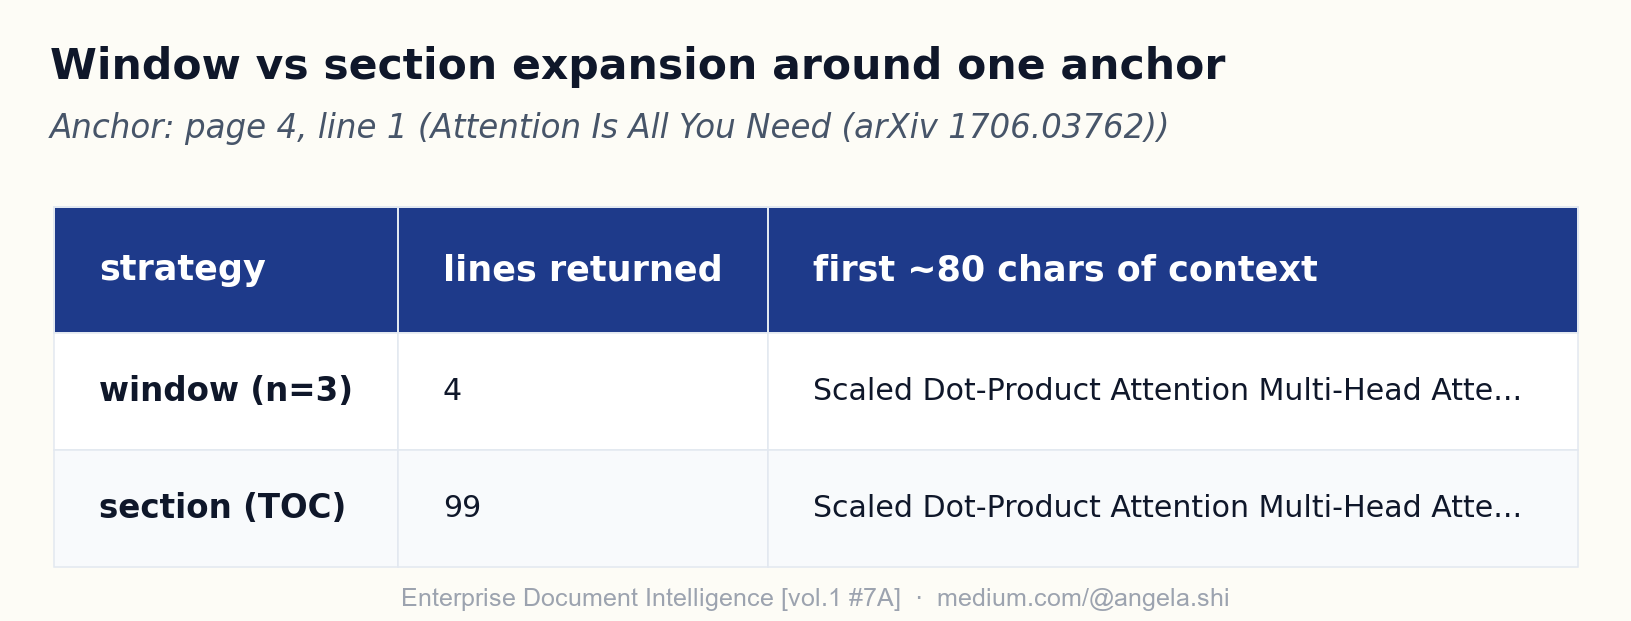 Window vs section expansion around one anchor
Anchor: page 4, line 1 (Attention Is All You Need (arXiv 1706.03762))
strategy lines returned first ~80 chars of context
window (n=3) 4 Scaled Dot-Product Attention Multi-Head Atte...
section (TOC) 99 Scaled Dot-Product Attention Multi-Head Atte...
Enterprise Document Intelligence [vol.1 #7A] · medium.com/@angela.shi